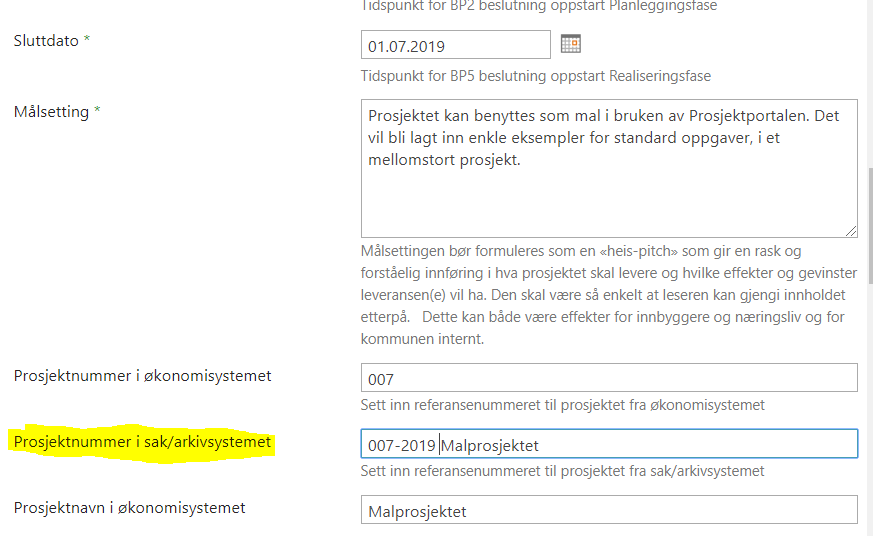 Tidspunkt for BP2 beslutning oppstart Planleggingsfase
Sluttdato *
01.07.2019
Tidspunkt for BP5 beslutning oppstart Realiseringsfase
Målsetting *
Prosjektet kan benyttes som mal i bruken av Prosjektportalen. Det
vil bli lagt inn enkle eksempler for standard oppgaver, i et
mellomstort prosjekt.
Målsettingen bør formuleres som en «heis-pitch» som gir en rask og
forståelig innføring i hva prosjektet skal levere og hvilke effekter og gevinster
leveransen(e) vil ha. Den skal være så enkelt at leseren kan gjengi innholdet
etterpå. Dette kan både være effekter for innbyggere og næringsliv og for
kommunen internt.
Prosjektnummer i økonomisystemet
007
Sett inn referansenummeret til prosjektet fra økonomisystemet
Prosjektnummer i sak/arkivsystemet
007-2019 Malprosjektet
Sett inn referansenummeret til prosjektet fra sak/arkivsystemet
Prosjektnavn i økonomisystemet
Malprosjektet